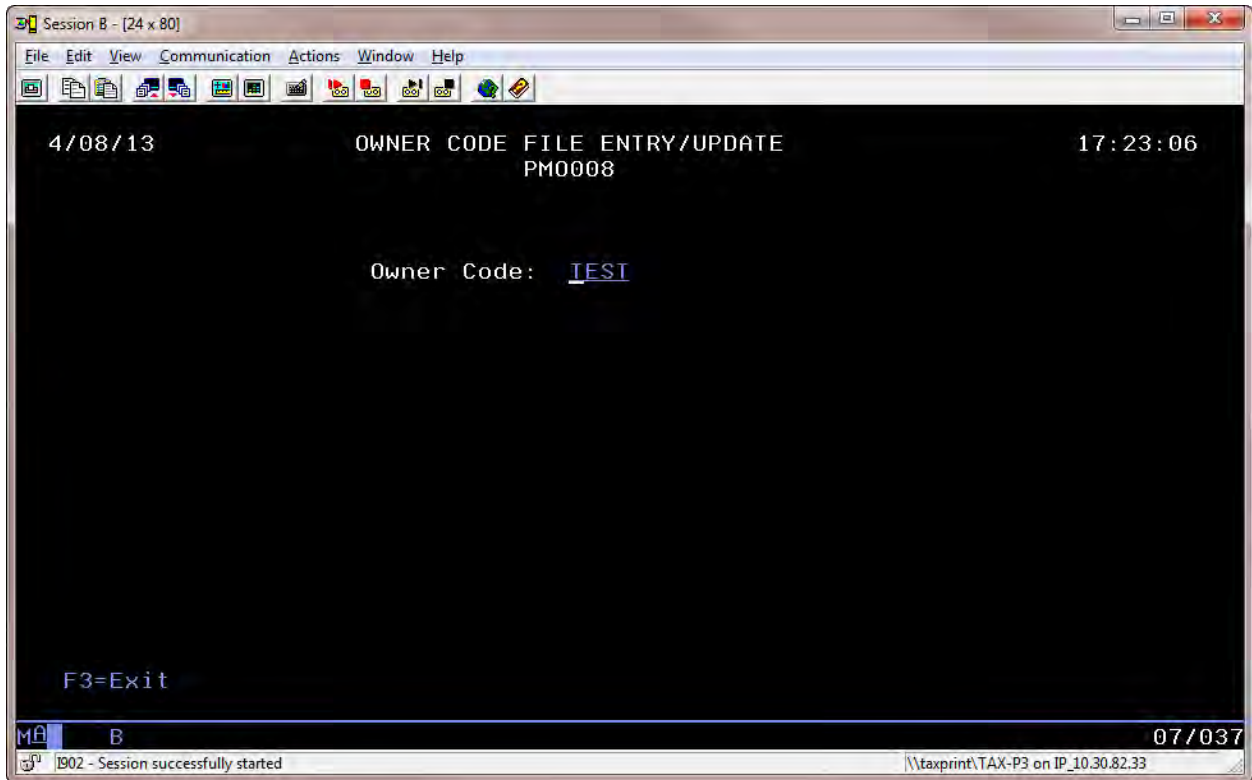 Session B - [24 x 80]
File Edit View Communication Actions Window Help
4/08/13 OWNER CODE FILE ENTRY/UPDATE 17:23:06
PMO008
Owner Code: TEST
F3=Exit
MA B 07/037
I902 - Session successfully started \\taxprint\TAX-P3 on IP_10.30.82.33